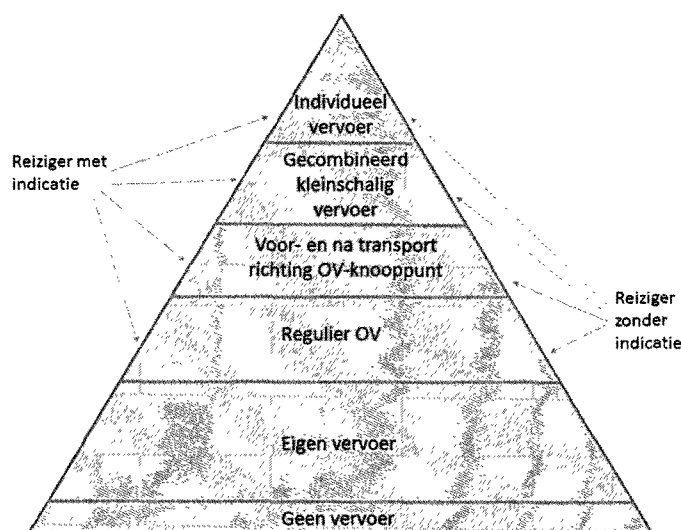 Individueel
vervoer
Reiziger met
indicatie
Gecombineerd
kleinschalig
vervoer
Voor- en na transport
richting OV-knooppunt
Reiziger
zonder
indicatie
Regulier OV
Eigen vervoer
Geen vervoer